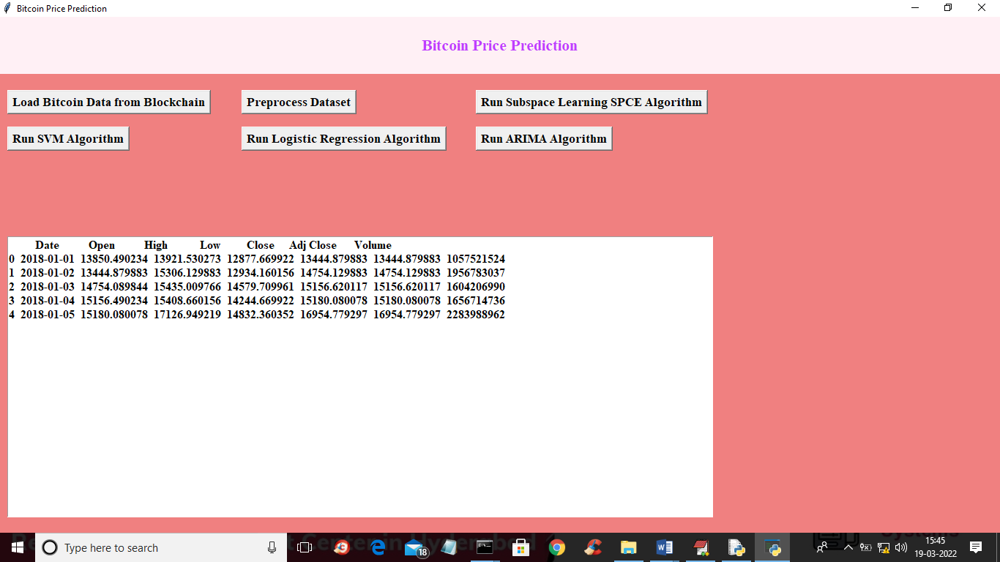 Bitcoin Price Prediction
Bitcoin Price Prediction
Load Bitcoin Data from Blockchain Preprocess Dataset Run Subspace Learning SPCE Algorithm
Run SVM Algorithm Run Logistic Regression Algorithm Run ARIMA Algorithm
Date Open High Low Close Adj Close Volume
0 2018-01-01 13850.490234 13921.530273 12877.669922 13444.879883 13444.879883 1057521524
1 2018-01-02 13444.879883 15306.129883 12934.160156 14754.129883 14754.129883 1956783037
2 2018-01-03 14754.089844 15435.009766 14579.709961 15156.620117 15156.620117 1604206990
3 2018-01-04 15156.490234 15408.660156 14244.669922 15180.080078 15180.080078 1656714736
4 2018-01-05 15180.080078 17126.949219 14832.360352 16954.779297 16954.779297 2283988962
Type here to search
18
15:45
19-03-2022